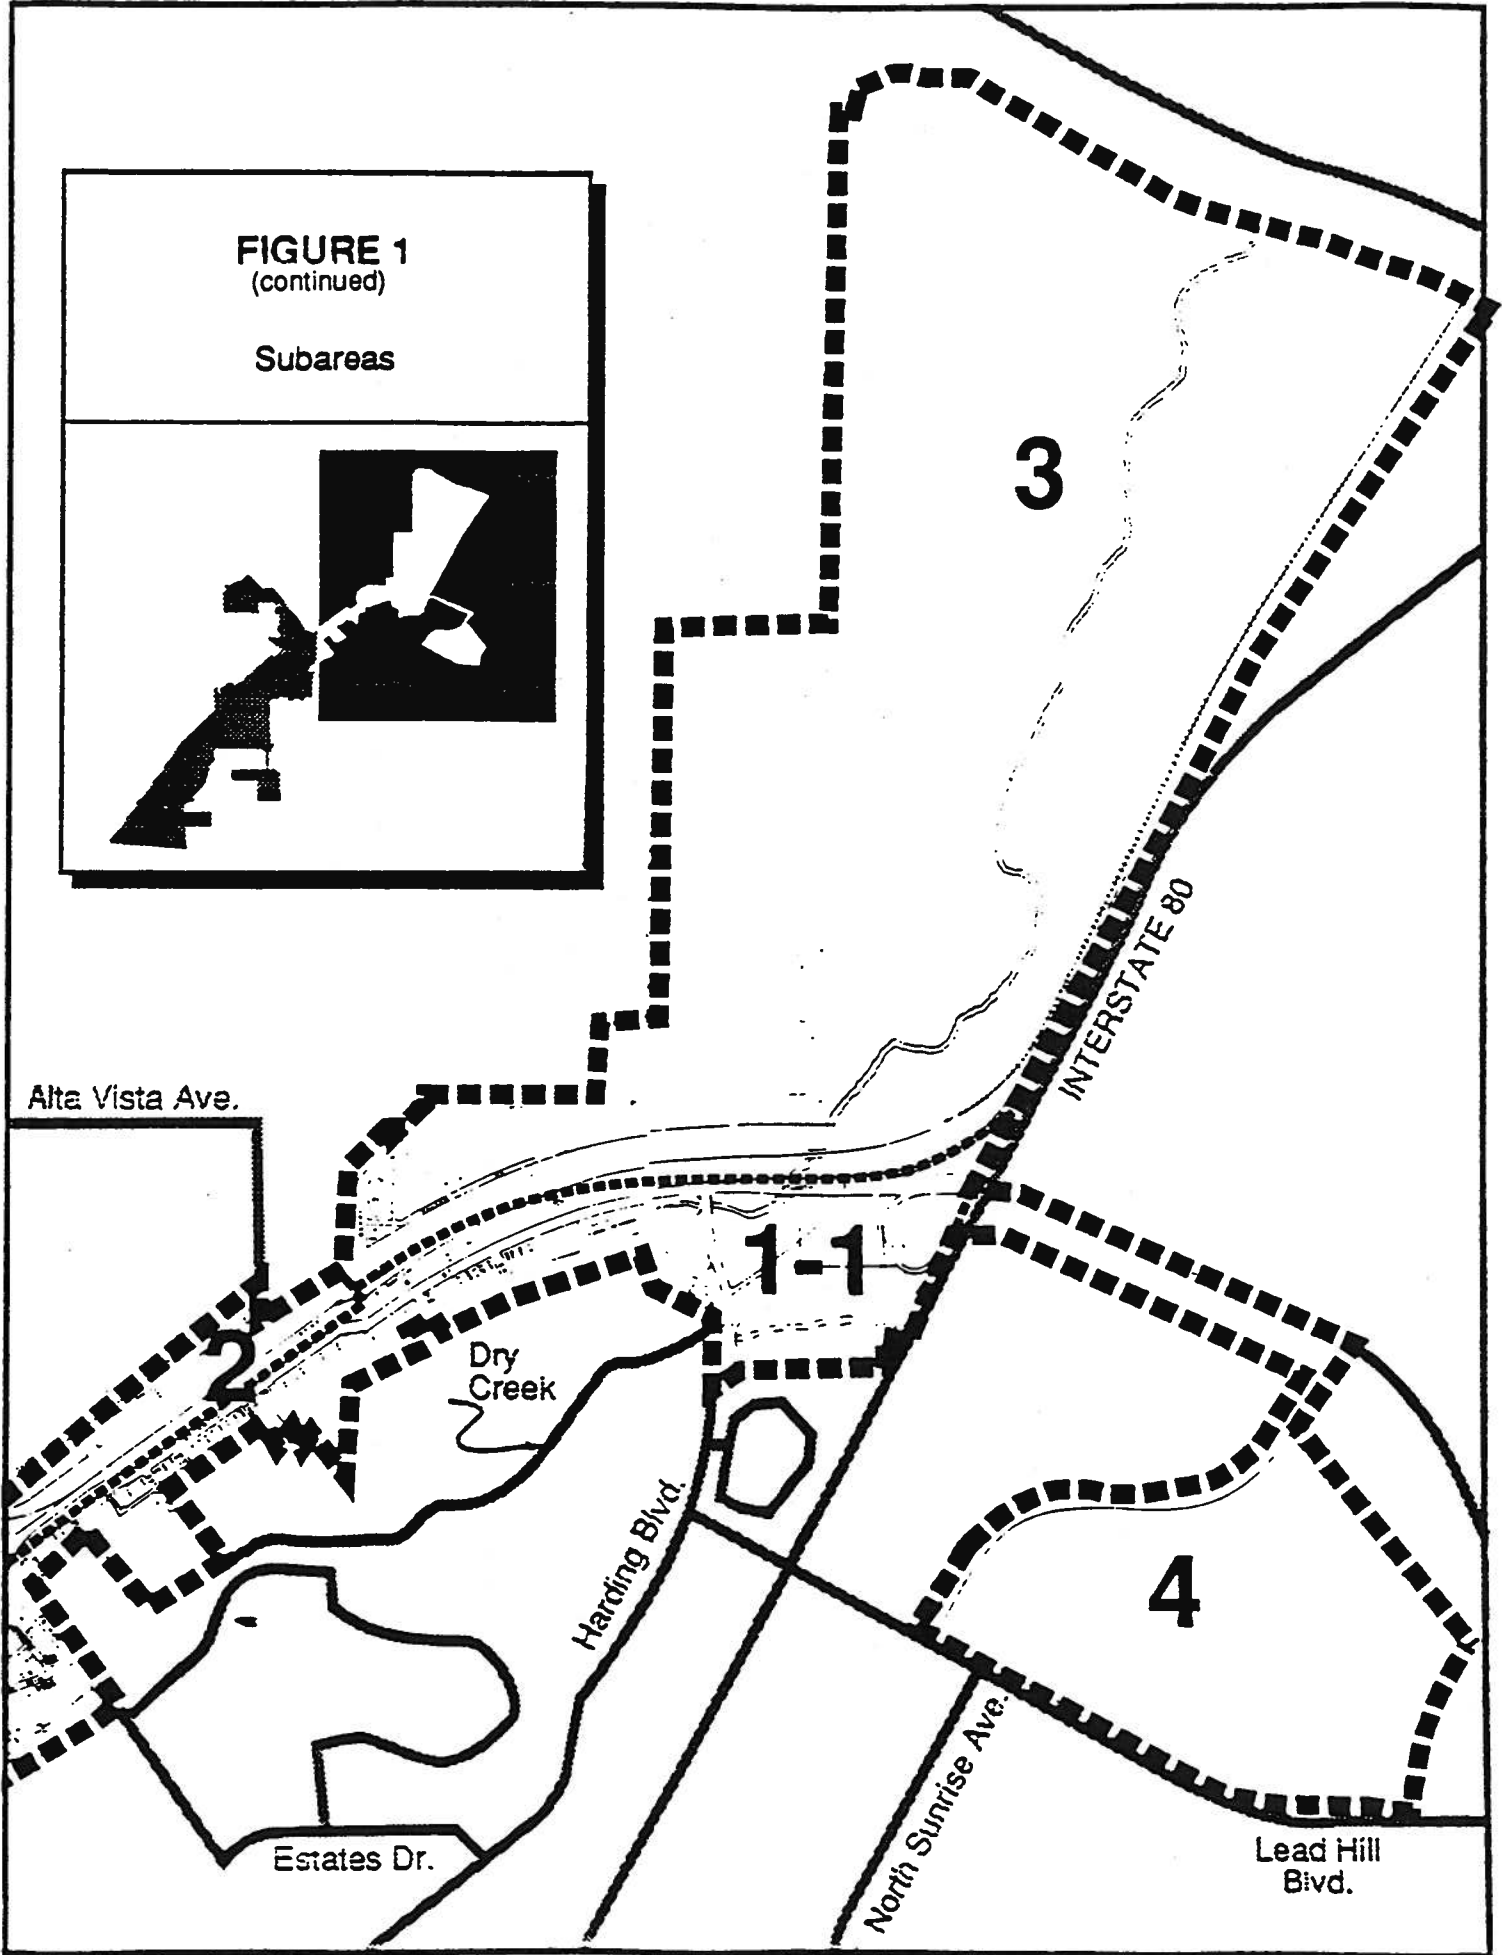 FIGURE 1
(continued)
Subareas
3
INTERSTATE 80
Alta Vista Ave.
1-1
2
Dry
Creek
Harding Blvd.
4
North Sunrise Ave.
Estates Dr.
Lead Hill
Blvd.